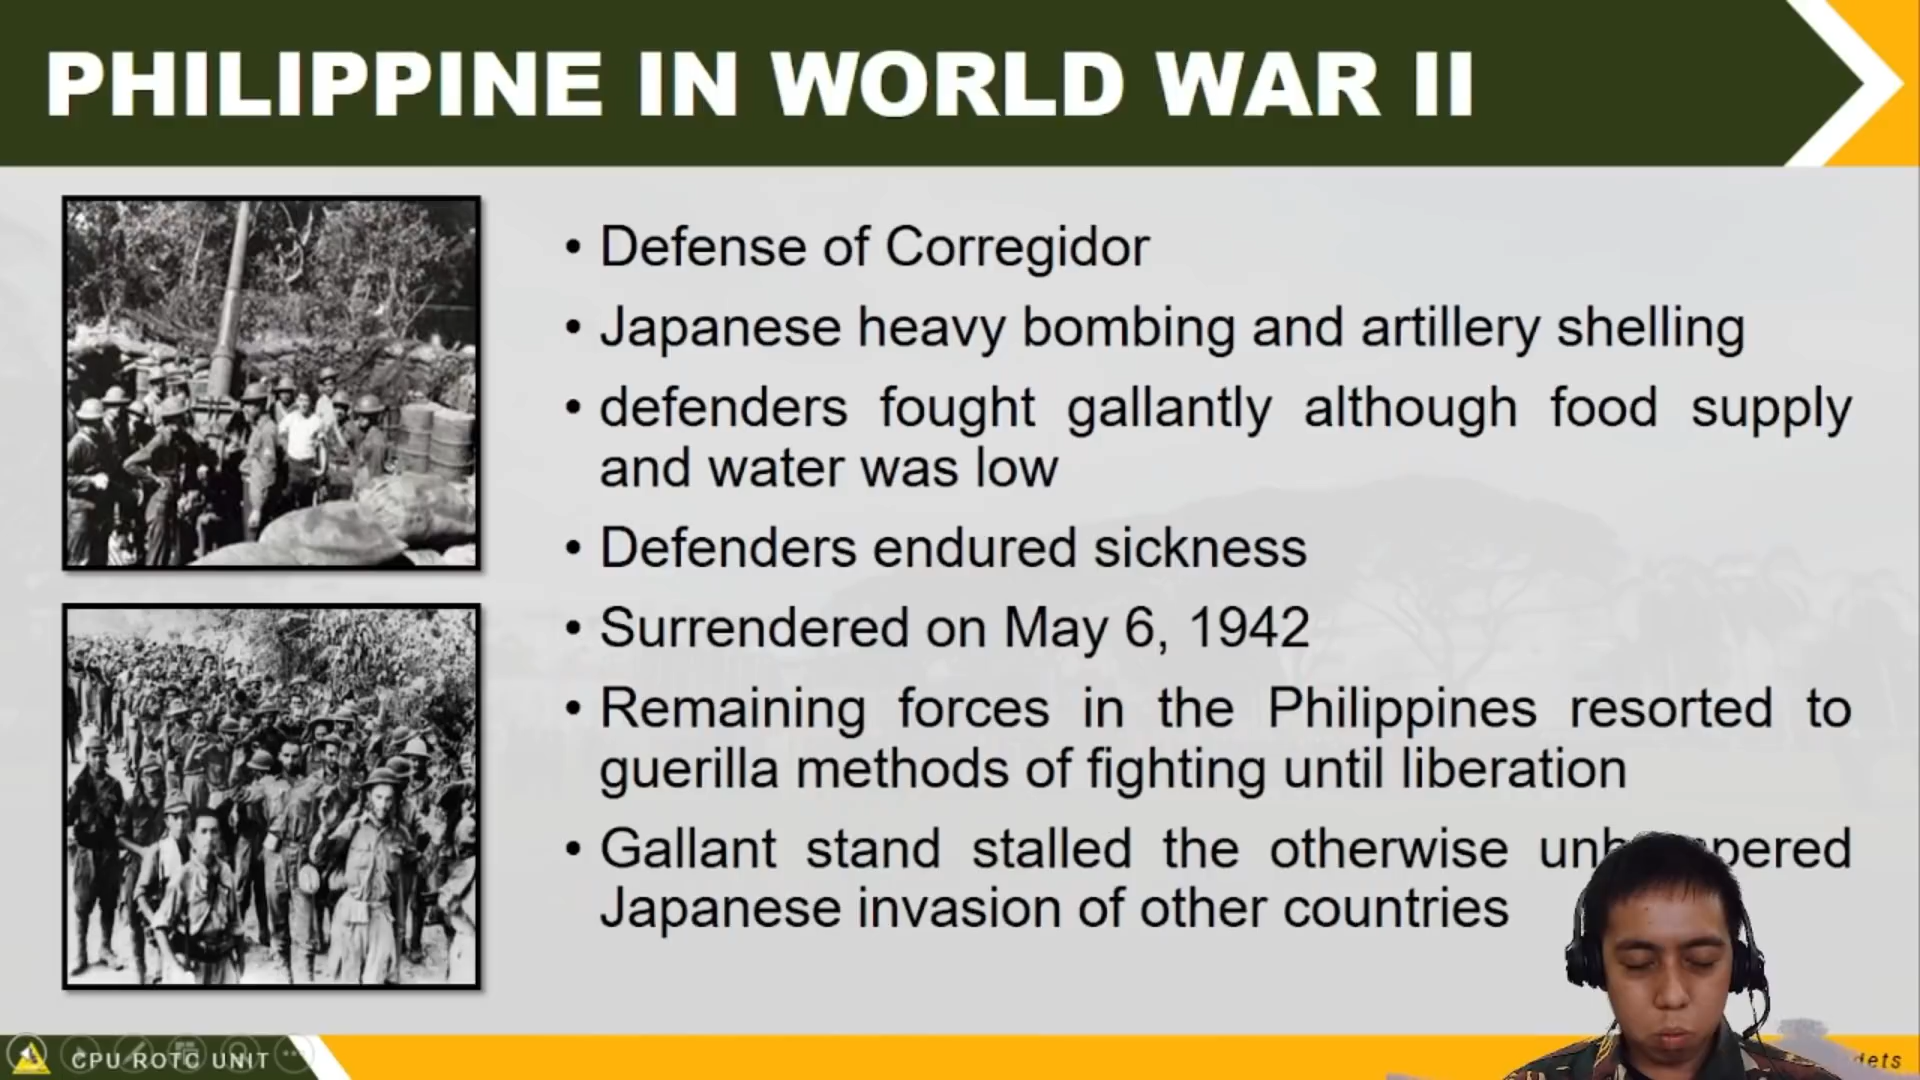 PHILIPPINE IN WORLD WAR II
• Defense of Corregidor
• Japanese heavy bombing and artillery shelling
• defenders fought gallantly although food supply
and water was low
• Defenders endured sickness
• Surrendered on May 6, 1942
• Remaining forces in the Philippines resorted to
guerilla methods of fighting until liberation
• Gallant stand stalled the otherwise
Japanese invasion of other countries
CPU ROTC UNIT